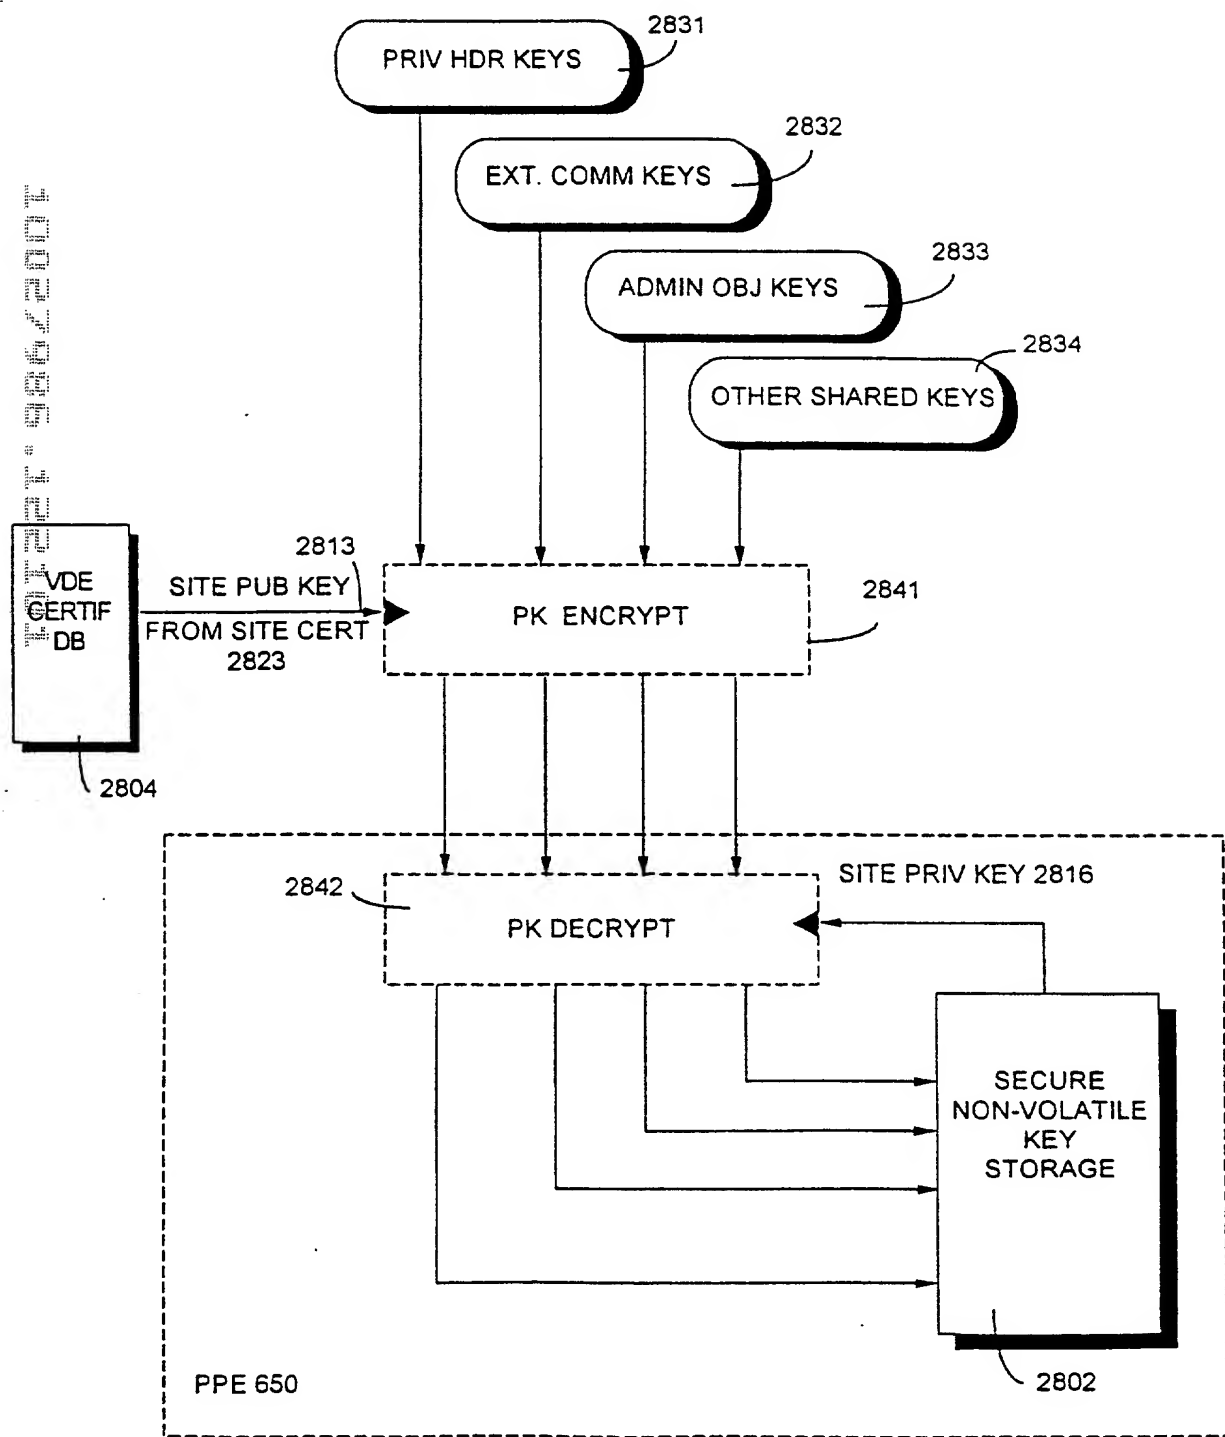 2831
PRIV HDR KEYS
2832
EXT. COMM KEYS
2833
ADMIN OBJ KEYS
2834
OTHER SHARED KEYS
10027986.122101
VDE
CERTIF
DB
2804
2813
SITE PUB KEY
FROM SITE CERT
2823
PK ENCRYPT
2841
2842
PK DECRYPT
SITE PRIV KEY 2816
SECURE
NON-VOLATILE
KEY
STORAGE
2802
PPE 650